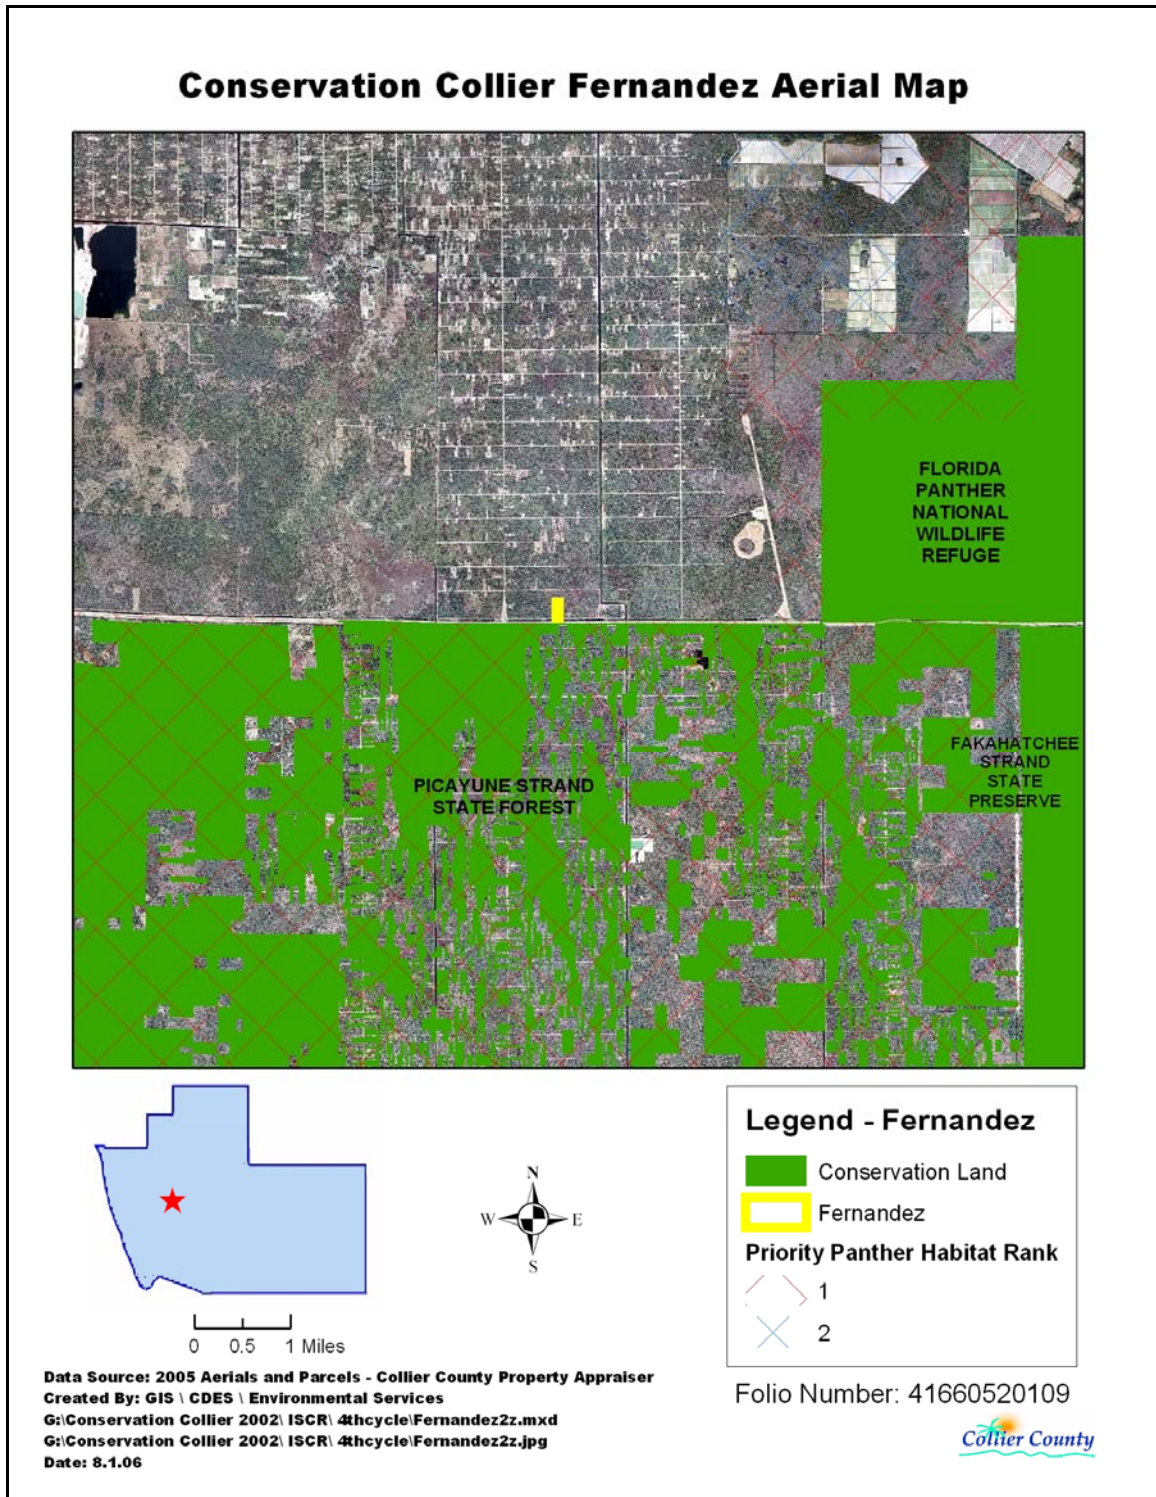 Conservation Collier Fernandez Aerial Map
FLORIDA
PANTHER
NATIONAL
WILDLIFE
REFUGE
FAKAHATCHEE
STRAND
STATE
PRESERVE
PICAYUNE STRAND
STATE FOREST
N
W E
S
0 0.5 1 Miles
Legend - Fernandez
Conservation Land
Fernandez
Priority Panther Habitat Rank
1
2
Data Source: 2005 Aerials and Parcels - Collier County Property Appraiser
Created By: GIS \ CDES \ Environmental Services
G:\Conservation Collier 2002\ ISCR\ 4thcycle\Fernandez2z.mxd
G:\Conservation Collier 2002\ ISCR\ 4thcycle\Fernandez2z.jpg
Date: 8.1.06
Folio Number: 41660520109
Collier County